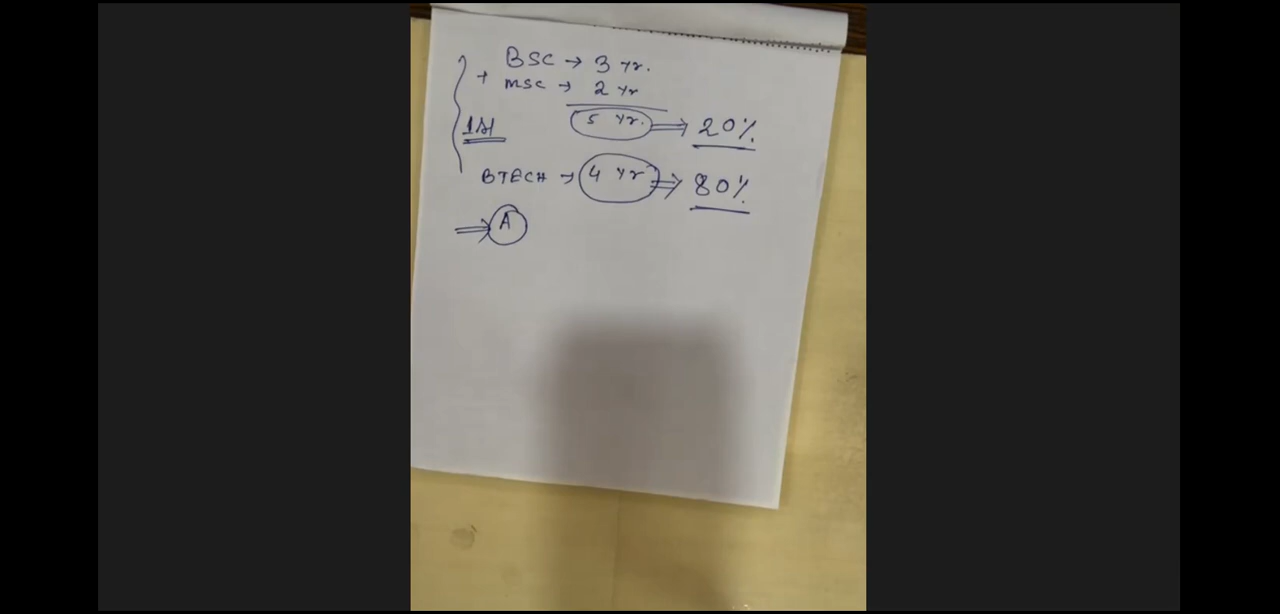 BSC → 3 yr.
+ MSC → 2 yr
5 yr. ⇒ 20%
BTECH → 4 yr ⇒ 80%
⇒ A